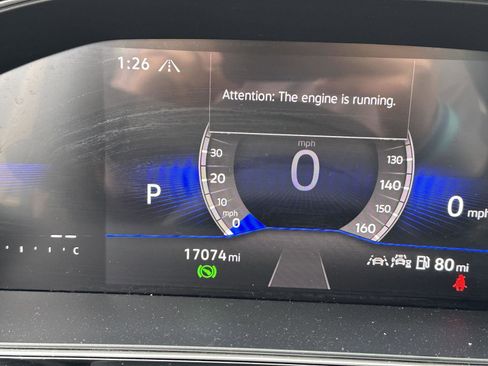 1:26
Attention: The engine is running.
mph
0
30
20
10
mph
0
130
140
150
160
P
0 mph
C
17074 mi
80 mi